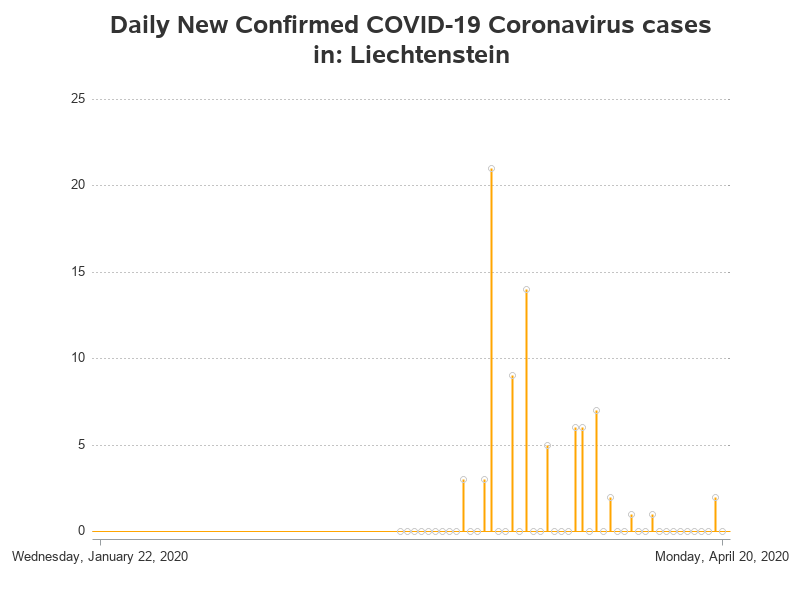 Daily New Confirmed COVID-19 Coronavirus cases
in: Liechtenstein
25
20
15
10
5
0
Wednesday, January 22, 2020 Monday, April 20, 2020